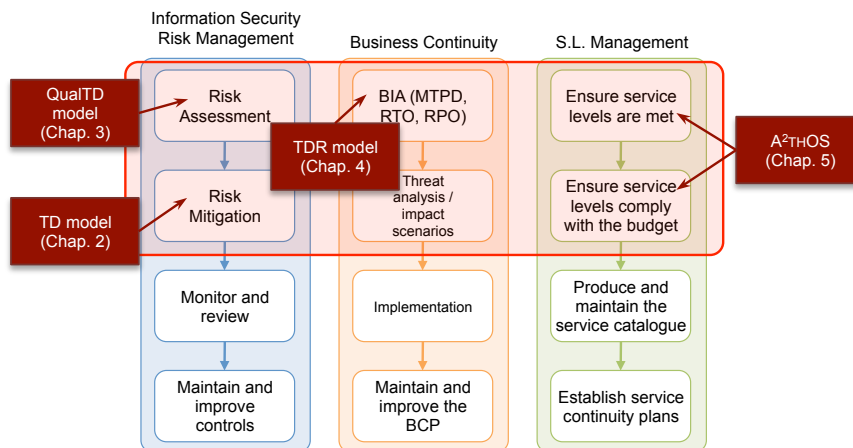 Information Security
Risk Management
Business Continuity
S.L. Management
QualTD
model
(Chap. 3)
Risk
Assessment
BIA (MTPD,
RTO, RPO)
Ensure service
levels are met
TDR model
(Chap. 4)
A²THOS
(Chap. 5)
TD model
(Chap. 2)
Risk
Mitigation
Threat
analysis /
impact
scenarios
Ensure service
levels comply
with the budget
Monitor and
review
Implementation
Produce and
maintain the
service catalogue
Maintain and
improve
controls
Maintain and
improve the
BCP
Establish service
continuity plans